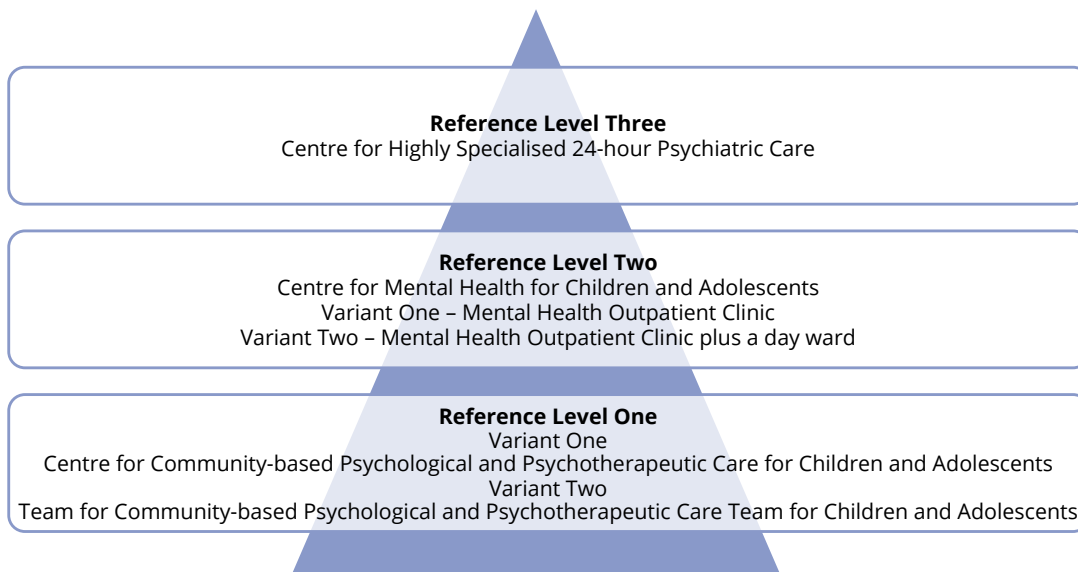 Reference Level Three
Centre for Highly Specialised 24-hour Psychiatric Care
Reference Level Two
Centre for Mental Health for Children and Adolescents
Variant One – Mental Health Outpatient Clinic
Variant Two – Mental Health Outpatient Clinic plus a day ward
Reference Level One
Variant One
Centre for Community-based Psychological and Psychotherapeutic Care for Children and Adolescents
Variant Two
Team for Community-based Psychological and Psychotherapeutic Care Team for Children and Adolescents